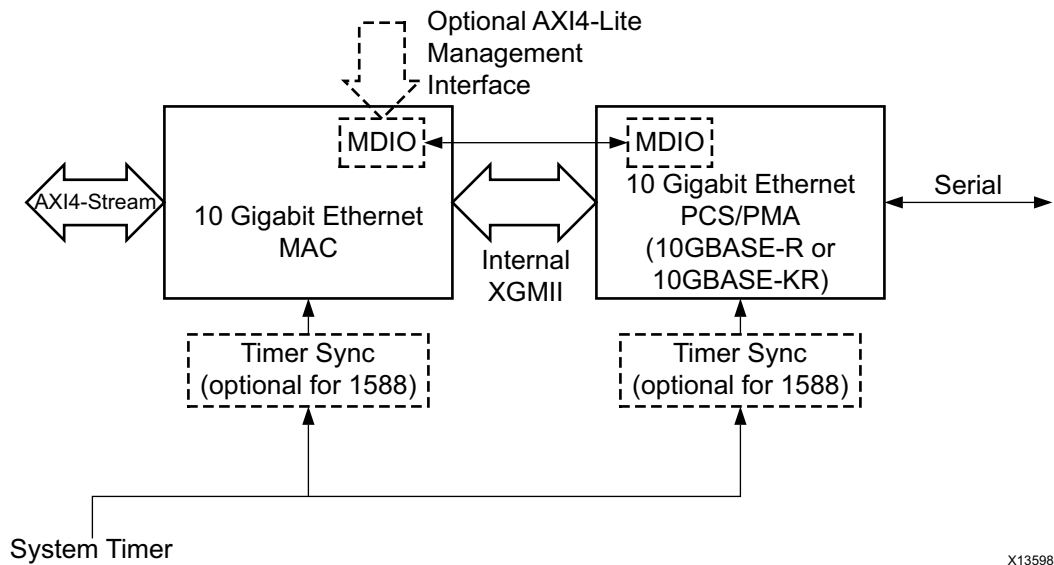 Optional AXI4-Lite
Management
Interface
MDIO
MDIO
AXI4-Stream
10 Gigabit Ethernet
MAC
Internal
XGMII
10 Gigabit Ethernet
PCS/PMA
(10GBASE-R or
10GBASE-KR)
Serial
Timer Sync
(optional for 1588)
Timer Sync
(optional for 1588)
System Timer
X13598